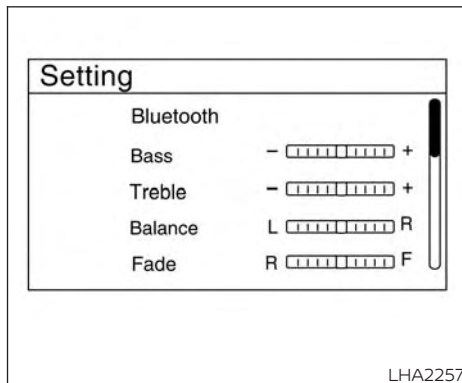 Setting
Bluetooth
Bass - +
Treble - +
Balance L R
Fade R F
LHA2257